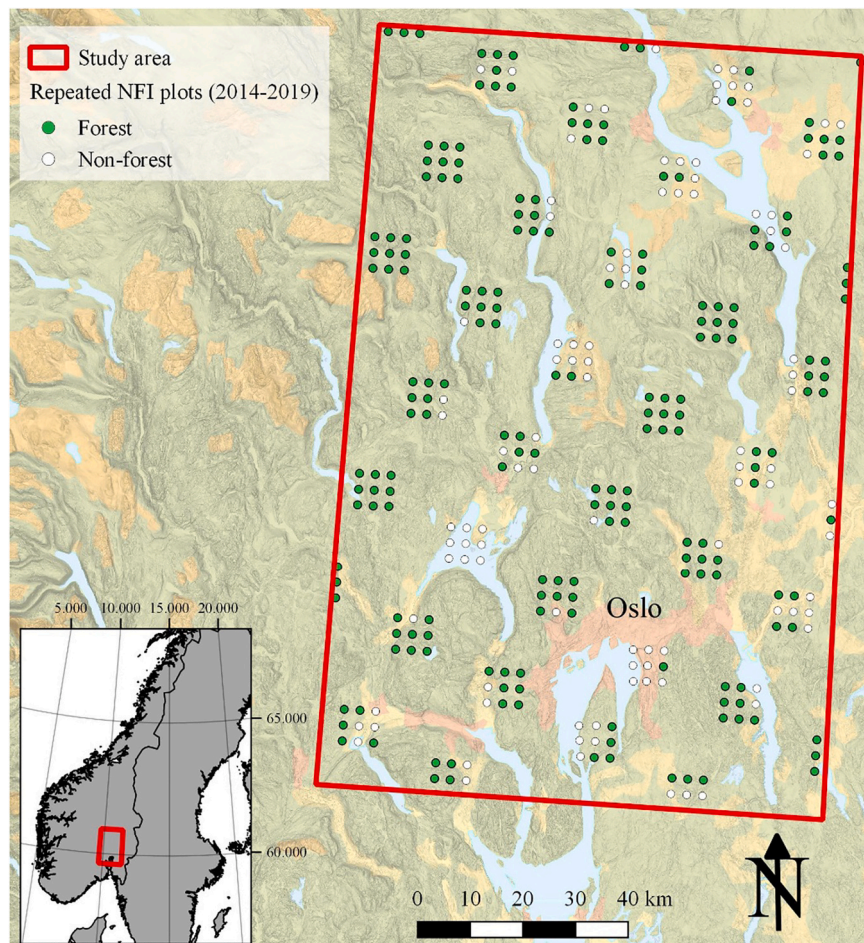 Study area
Repeated NFI plots (2014-2019)
Forest
Non-forest
Oslo
5.000 10.000 15.000 20.000
65.000
60.000
N
0 10 20 30 40 km